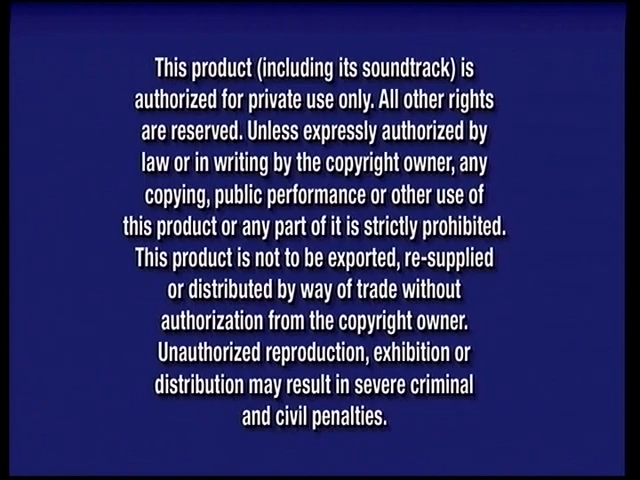 This product (including its soundtrack) is
authorized for private use only. All other rights
are reserved. Unless expressly authorized by
law or in writing by the copyright owner, any
copying, public performance or other use of
this product or any part of it is strictly prohibited.
This product is not to be exported, re-supplied
or distributed by way of trade without
authorization from the copyright owner.
Unauthorized reproduction, exhibition or
distribution may result in severe criminal
and civil penalties.